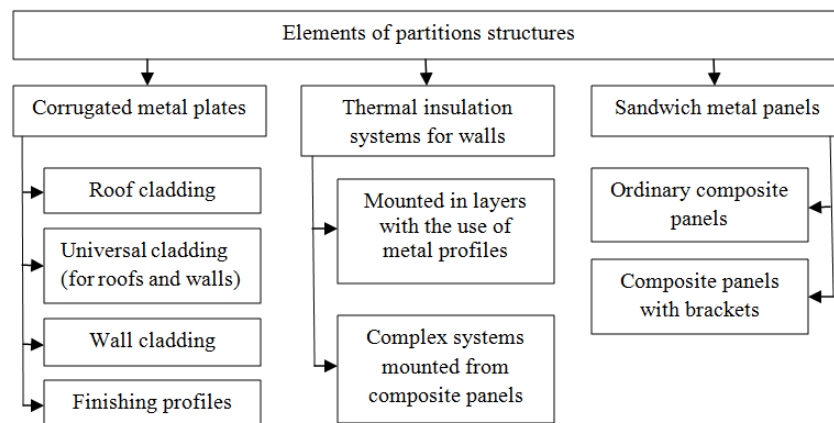 Elements of partitions structures
Corrugated metal plates
Roof cladding
Universal cladding
(for roofs and walls)
Wall cladding
Finishing profiles
Thermal insulation
systems for walls
Mounted in layers
with the use of
metal profiles
Complex systems
mounted from
composite panels
Sandwich metal panels
Ordinary composite
panels
Composite panels
with brackets